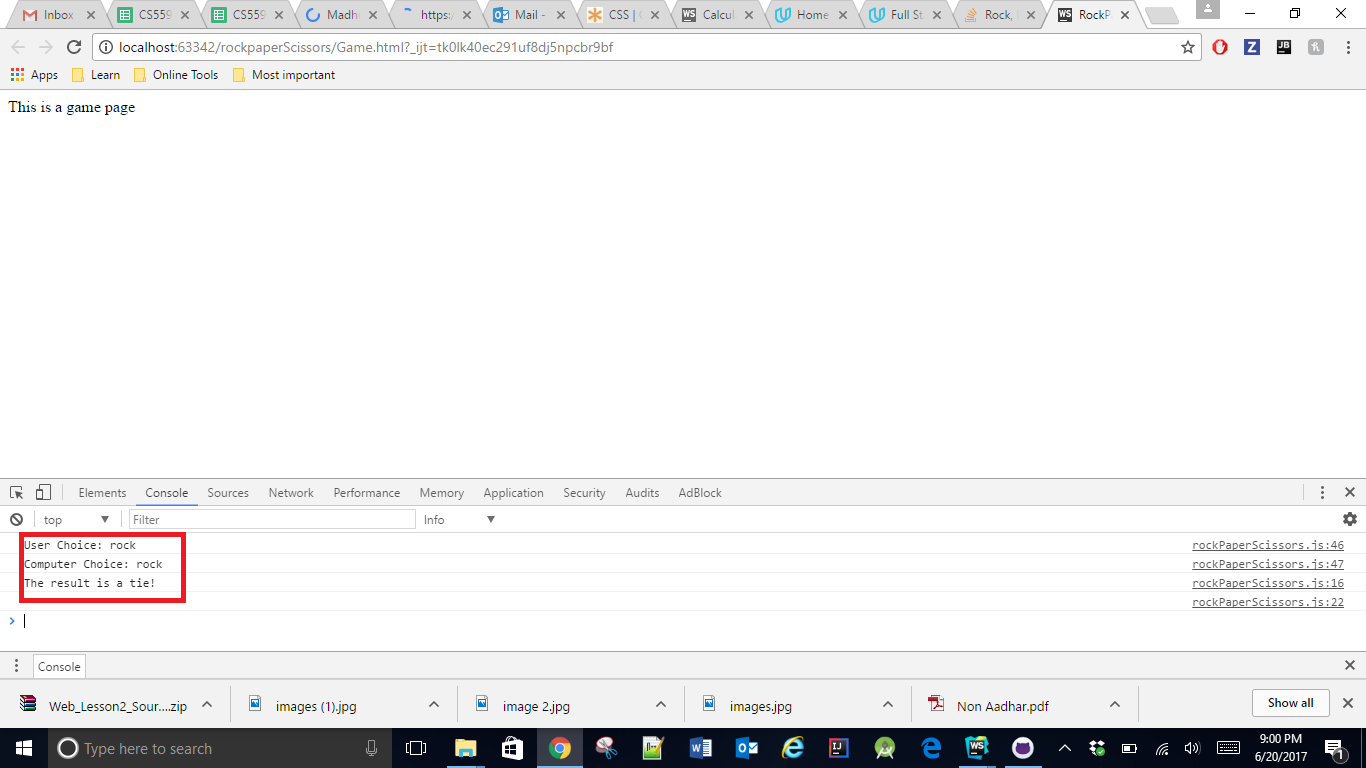 Inbox
CS559
CS559
Madh
https:/
Mail -
CSS | C
Calcul
Home
Full St
Rock,
RockP
localhost:63342/rockpaperScissors/Game.html?_ijt=tk0lk40ec291uf8dj5npcbr9bf
Apps
Learn
Online Tools
Most important
This is a game page
Elements
Console
Sources
Network
Performance
Memory
Application
Security
Audits
AdBlock
top
Filter
Info
User Choice: rock
rockPaperScissors.js:46
Computer Choice: rock
rockPaperScissors.js:47
The result is a tie!
rockPaperScissors.js:16
rockPaperScissors.js:22
Console
Web_Lesson2_Sour....zip
images (1).jpg
image 2.jpg
images.jpg
Non Aadhar.pdf
Show all
Type here to search
9:00 PM
6/20/2017
1